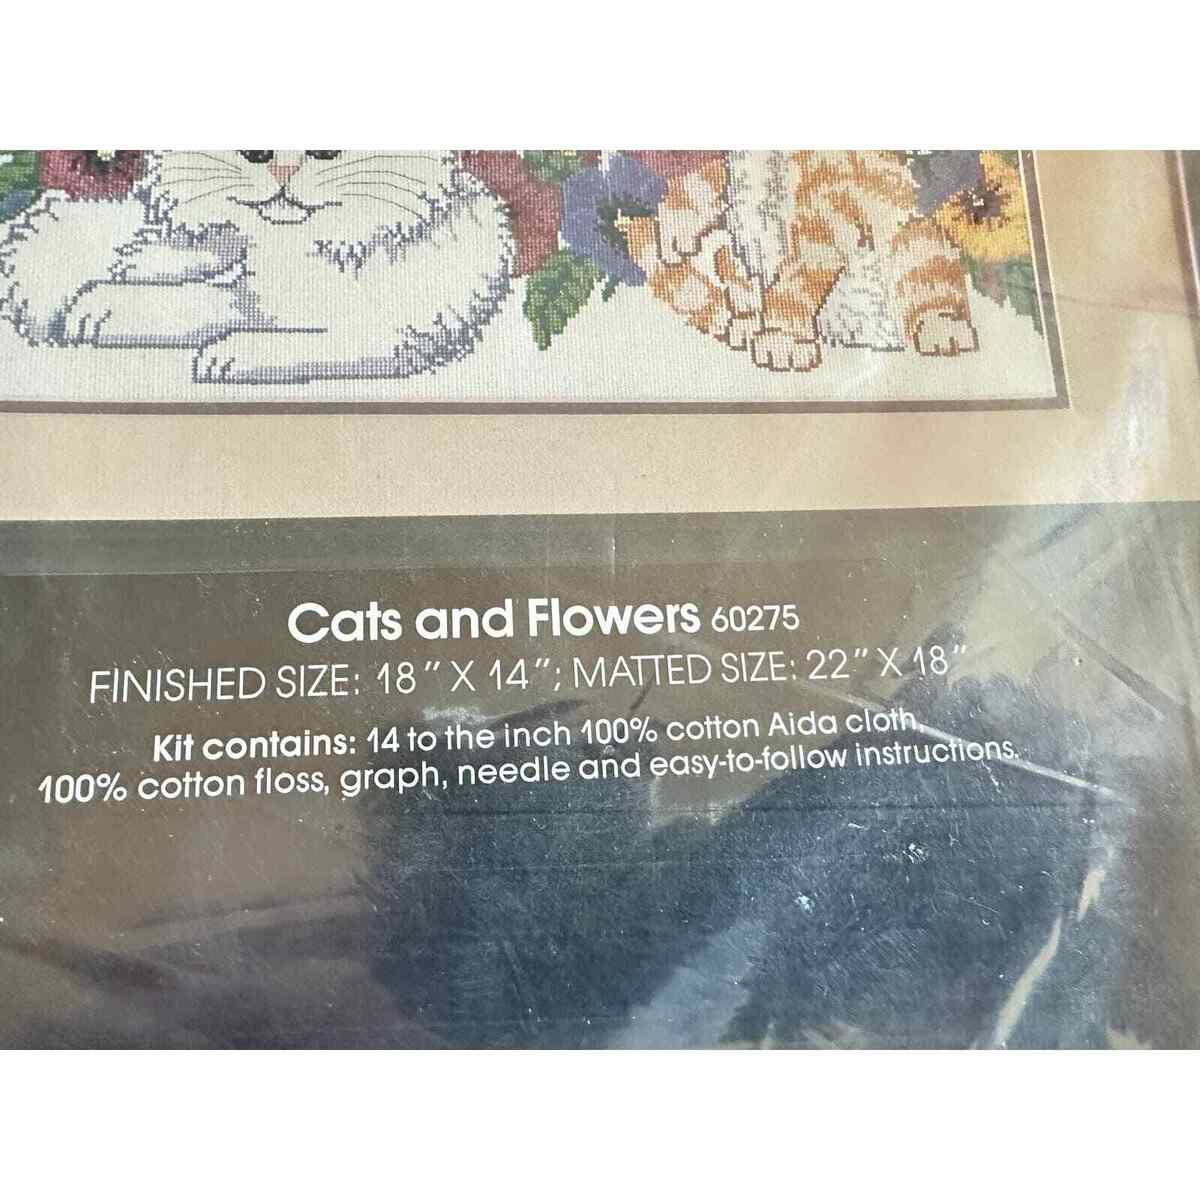 Cats and Flowers 60275
FINISHED SIZE: 18" X 14"; MATTED SIZE: 22" X 18"
Kit contains: 14 to the inch 100% cotton Aida cloth,
100% cotton floss, graph, needle and easy-to-follow instructions.